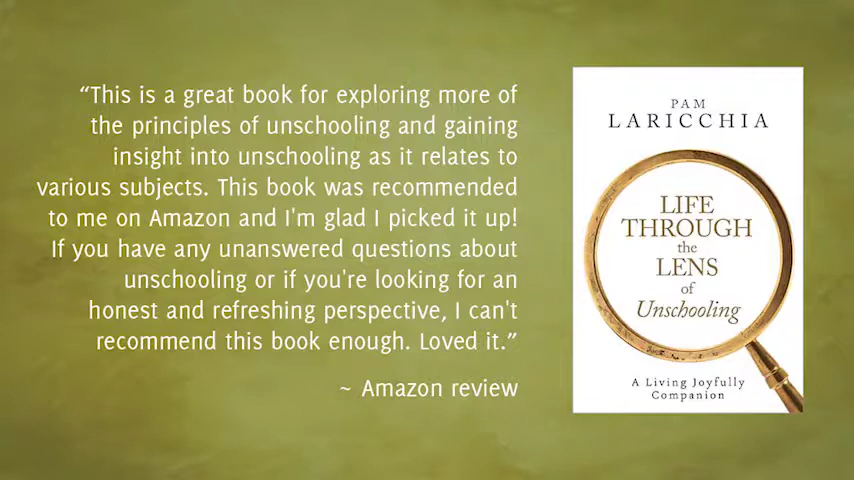 “This is a great book for exploring more of
the principles of unschooling and gaining
insight into unschooling as it relates to
various subjects. This book was recommended
to me on Amazon and I'm glad I picked it up!
If you have any unanswered questions about
unschooling or if you're looking for an
honest and refreshing perspective, I can't
recommend this book enough. Loved it.”
~ Amazon review
PAM
LARICCHIA
LIFE
THROUGH
the
LENS
of
Unschooling
A Living Joyfully
Companion